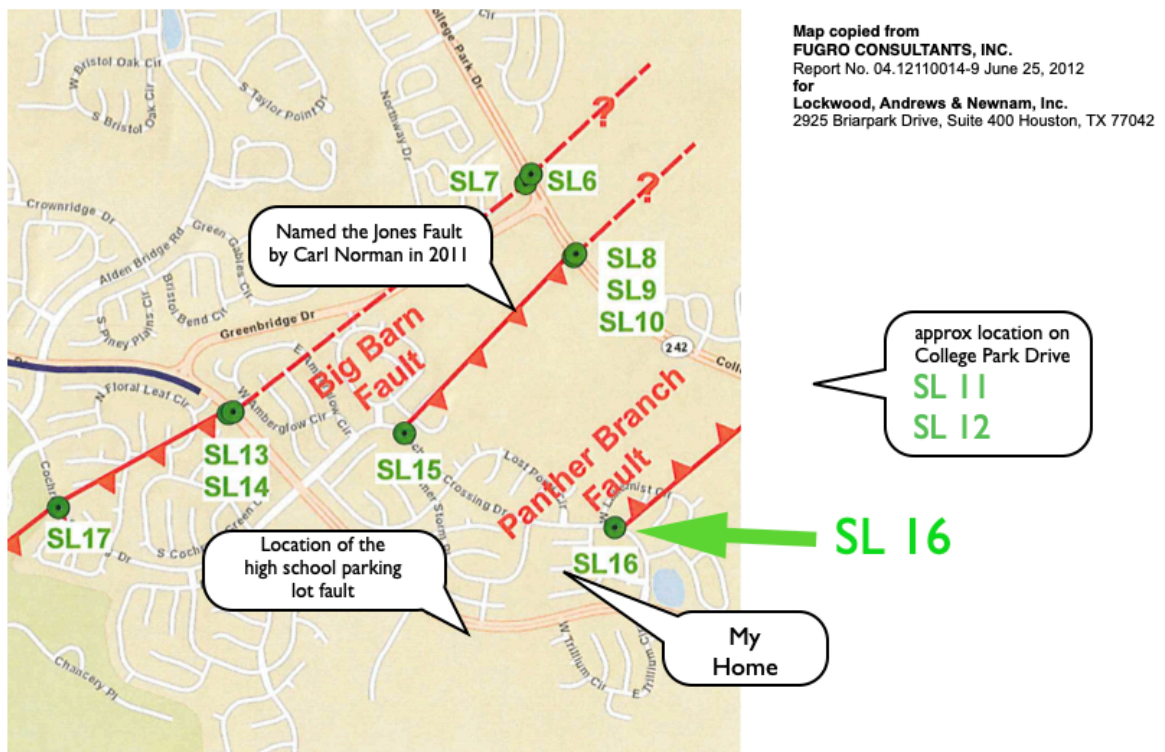 Map copied from
FUGRO CONSULTANTS, INC.
Report No. 04.12110014-9 June 25, 2012
for
Lockwood, Andrews & Newnam, Inc.
2925 Briarpark Drive, Suite 400 Houston, TX 77042
Cir
College Park Dr
W Bristol Oak Cir
S Taylor Point Dr
S Bristol Oak Cir
Northway Dr
?
SL7
SL6
?
Crownridge Dr
Green Gables Cir
Alden Bridge Rd
Named the Jones Fault
by Carl Norman in 2011
SL8
SL9
SL10
Bristol Bend Cir
S Piney Plains Cir
Greenbridge Dr
242
approx location on
College Park Drive
SL 11
SL 12
Big Barn
Fault
N Floral Leaf Cir
W Amberglow Cir
Panther Branch
Fault
SL13
SL14
SL15
Lost Pond Cir
Crossing Dr
SL17
SL16
SL 16
Location of the
high school parking
lot fault
My
Home
W Trillium Cir
E Trillium Cir
Chancery Pl